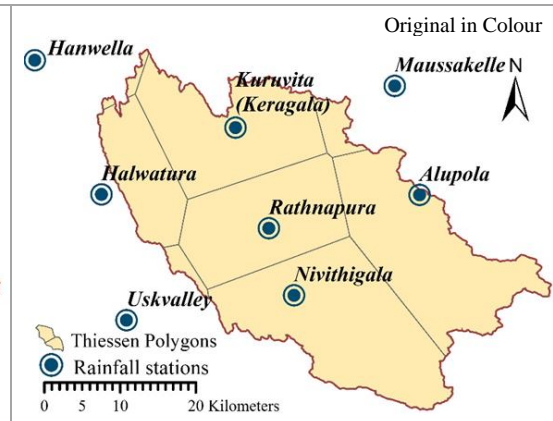 Original in Colour
Hanwella
Maussakelle
N
Kuruvita
(Keragala)
Halwatura
Alupola
Rathnapura
Nivithigala
Uskvalley
Thiessen Polygons
Rainfall stations
0 5 10 20 Kilometers